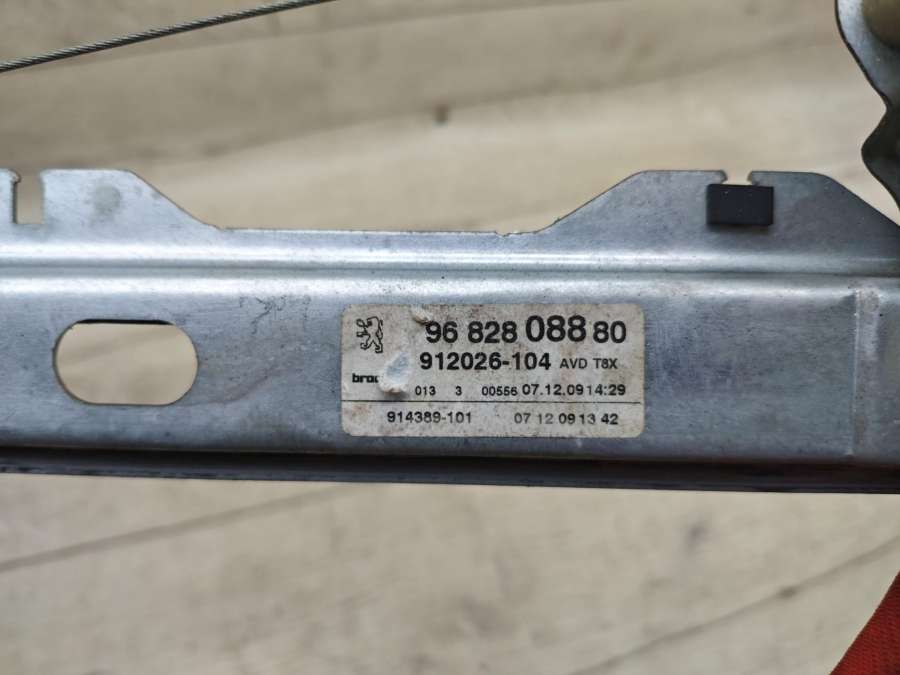 96 828 088 80
912026-104 AVD T8X
013 3 00556 07.12.09 14:29
914389-101 07 12 09 13 42